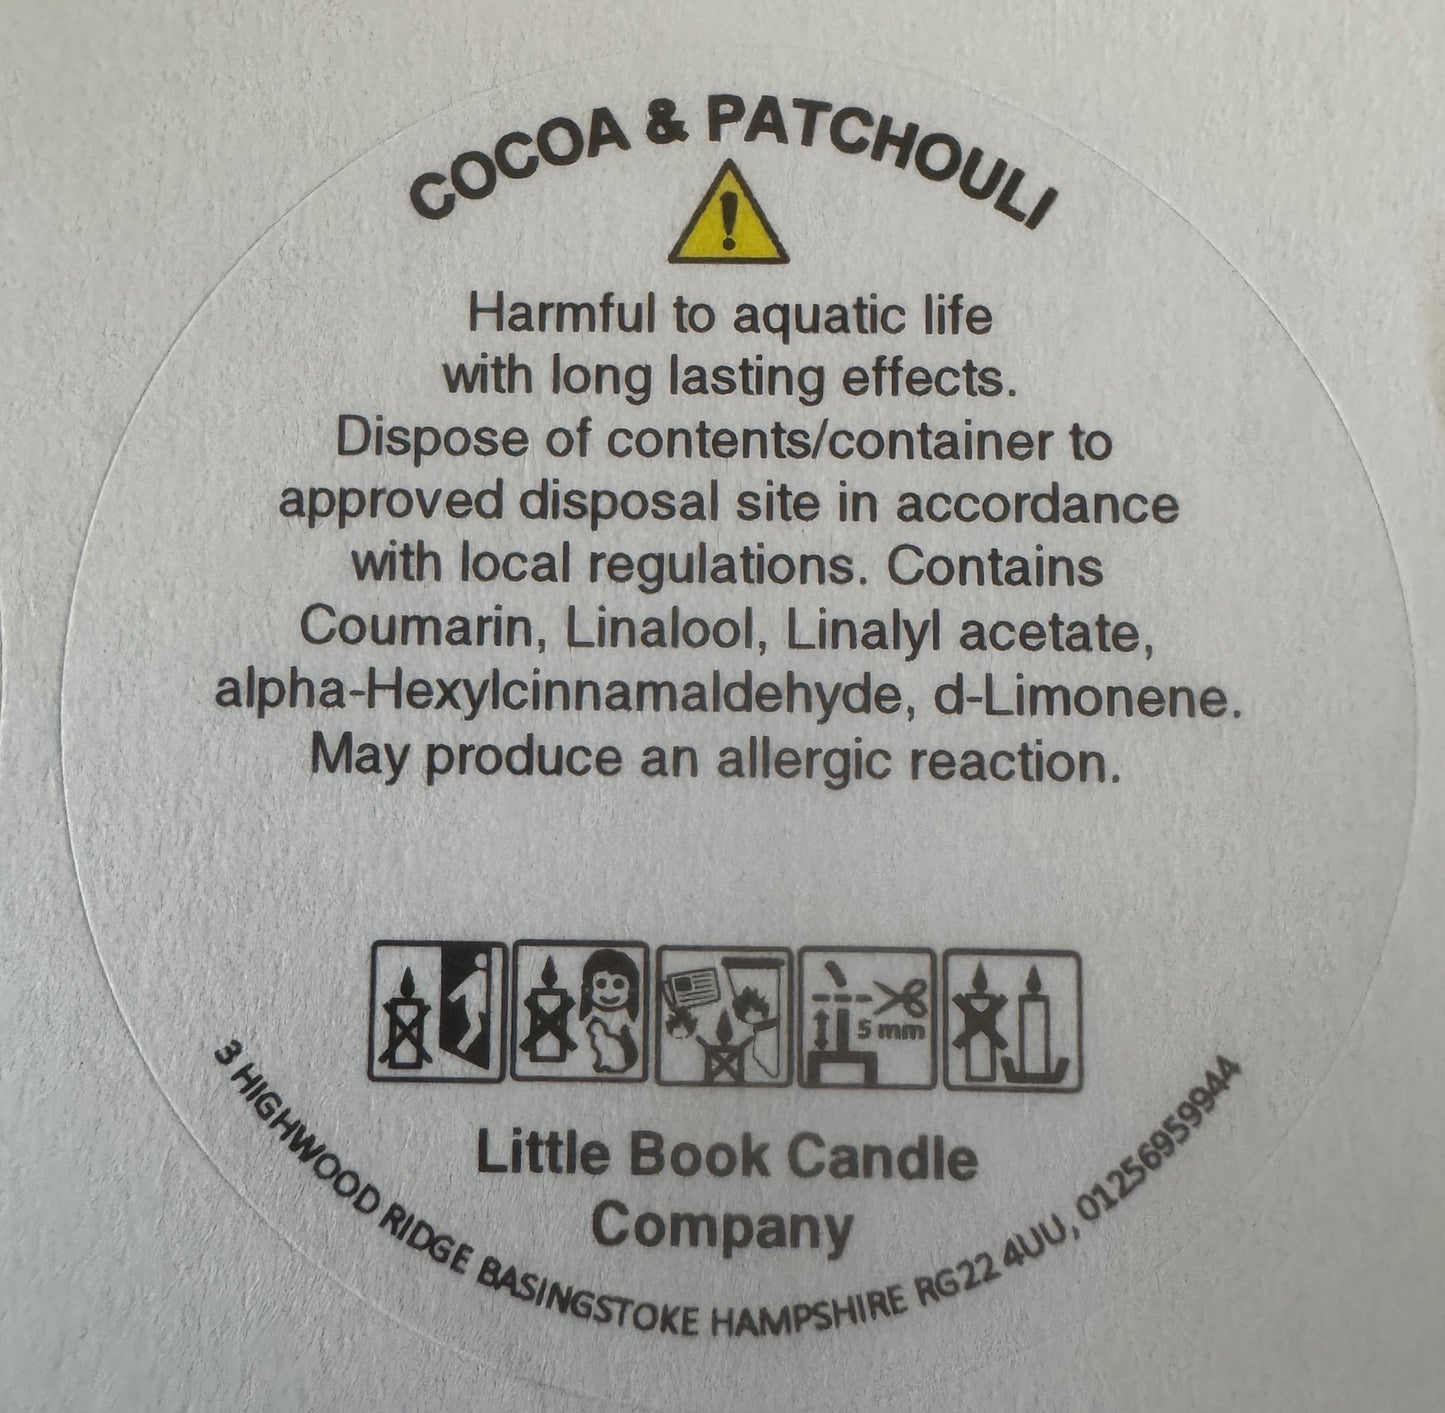 COCOA & PATCHOULI
Harmful to aquatic life
with long lasting effects.
Dispose of contents/container to
approved disposal site in accordance
with local regulations. Contains
Coumarin, Linalool, Linalyl acetate,
alpha-Hexylcinnamaldehyde, d-Limonene.
May produce an allergic reaction.
5 mm
Little Book Candle
Company
3 HIGHWOOD RIDGE BASINGSTOKE HAMPSHIRE RG22 4UU, 01256959944